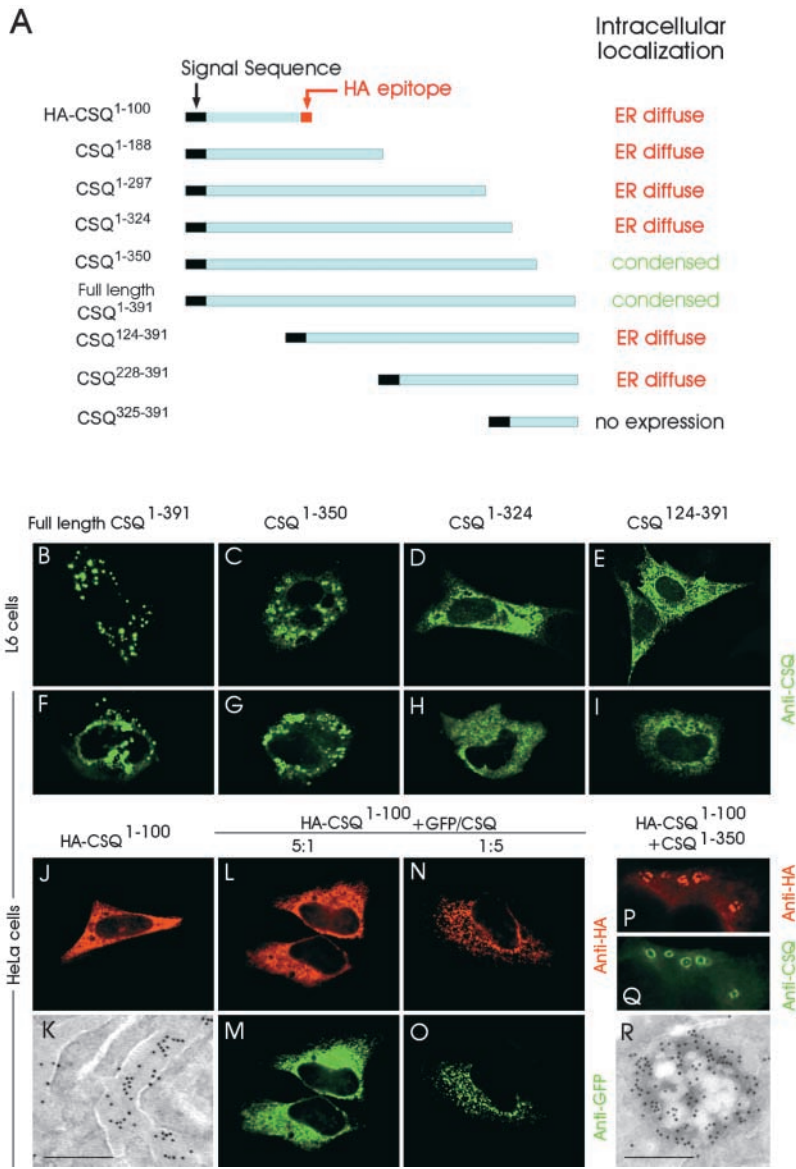 A
Intracellular
localization
Signal Sequence
HA epitope
HA-CSQ1-100 ER diffuse
CSQ1-188 ER diffuse
CSQ1-297 ER diffuse
CSQ1-324 ER diffuse
CSQ1-350 condensed
Full length
CSQ1-391 condensed
CSQ124-391 ER diffuse
CSQ228-391 ER diffuse
CSQ325-391 no expression
Full length CSQ1-391 CSQ1-350 CSQ1-324 CSQ124-391
L6 cells
B C D E
Anti-CSQ
F G H I
HeLa cells
HA-CSQ1-100
HA-CSQ1-100+GFP/CSQ
5:1 1:5
HA-CSQ1-100
+CSQ1-350
J L N
Anti-HA
P
Anti-HA
Q
Anti-CSQ
K M O
Anti-GFP
R